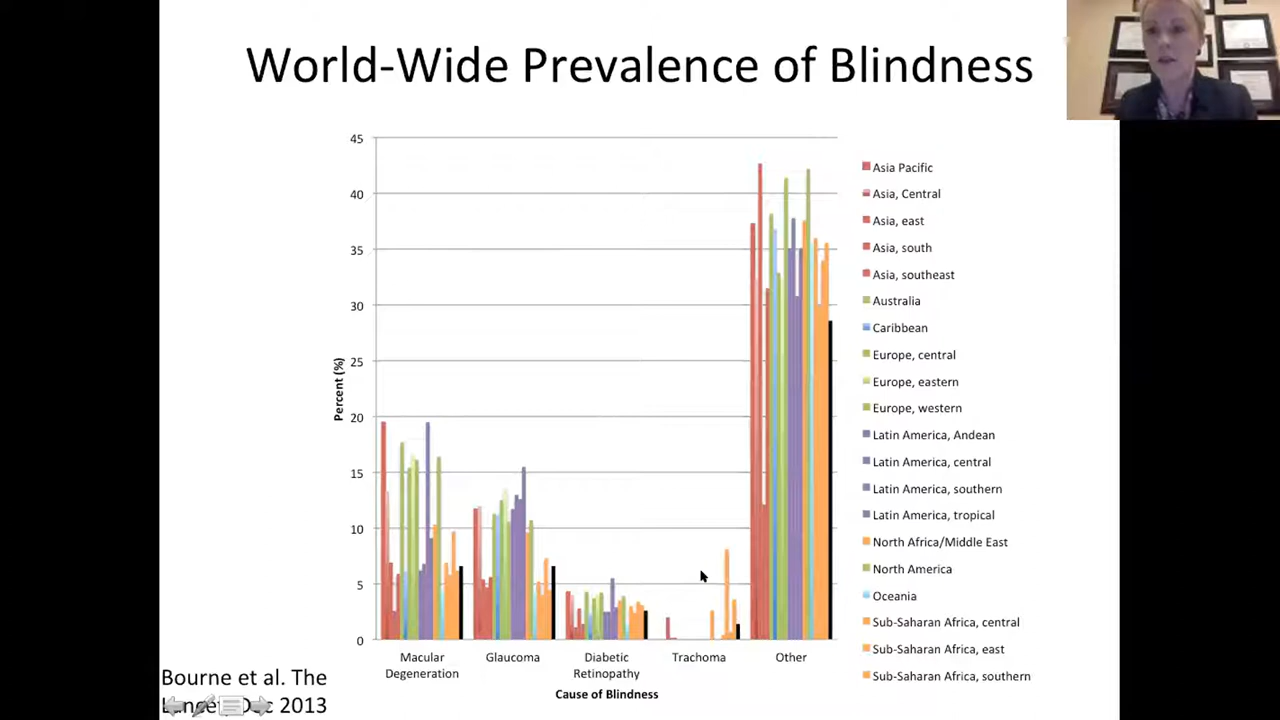 World-Wide Prevalence of Blindness
45
40
35
30
25
20
15
10
5
0
Percent (%)
Macular
Degeneration
Glaucoma
Diabetic
Retinopathy
Trachoma
Other
Cause of Blindness
Asia Pacific
Asia, Central
Asia, east
Asia, south
Asia, southeast
Australia
Caribbean
Europe, central
Europe, eastern
Europe, western
Latin America, Andean
Latin America, central
Latin America, southern
Latin America, tropical
North Africa/Middle East
North America
Oceania
Sub-Saharan Africa, central
Sub-Saharan Africa, east
Sub-Saharan Africa, southern
Bourne et al. The
Lancet, Dec 2013